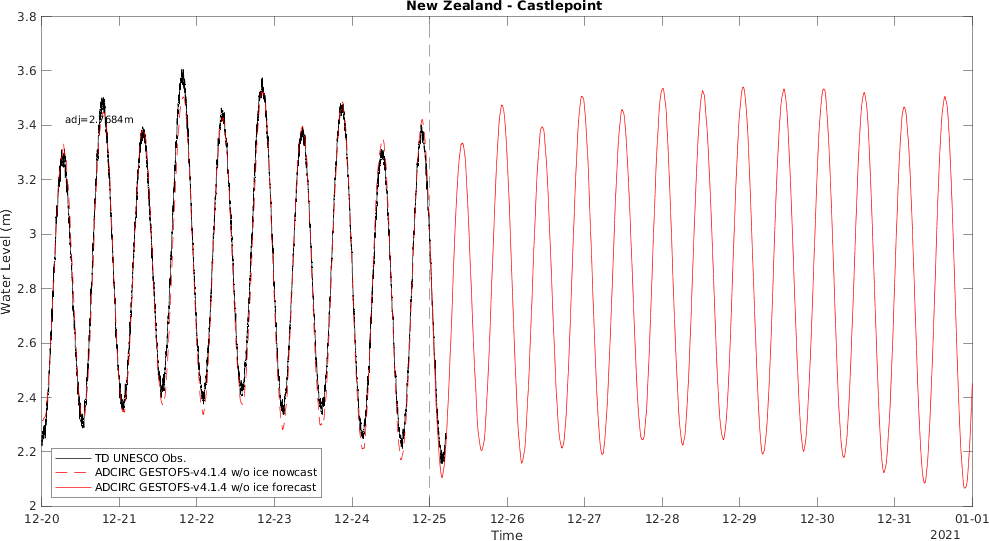 New Zealand - Castlepoint
3.8
3.6
3.4
3.2
3
2.8
2.6
2.4
2.2
2
Water Level (m)
adj=2.7684m
TD UNESCO Obs.
ADCIRC GESTOFS-v4.1.4 w/o ice nowcast
ADCIRC GESTOFS-v4.1.4 w/o ice forecast
12-20 12-21 12-22 12-23 12-24 12-25 12-26 12-27 12-28 12-29 12-30 12-31 01-01
Time
2021